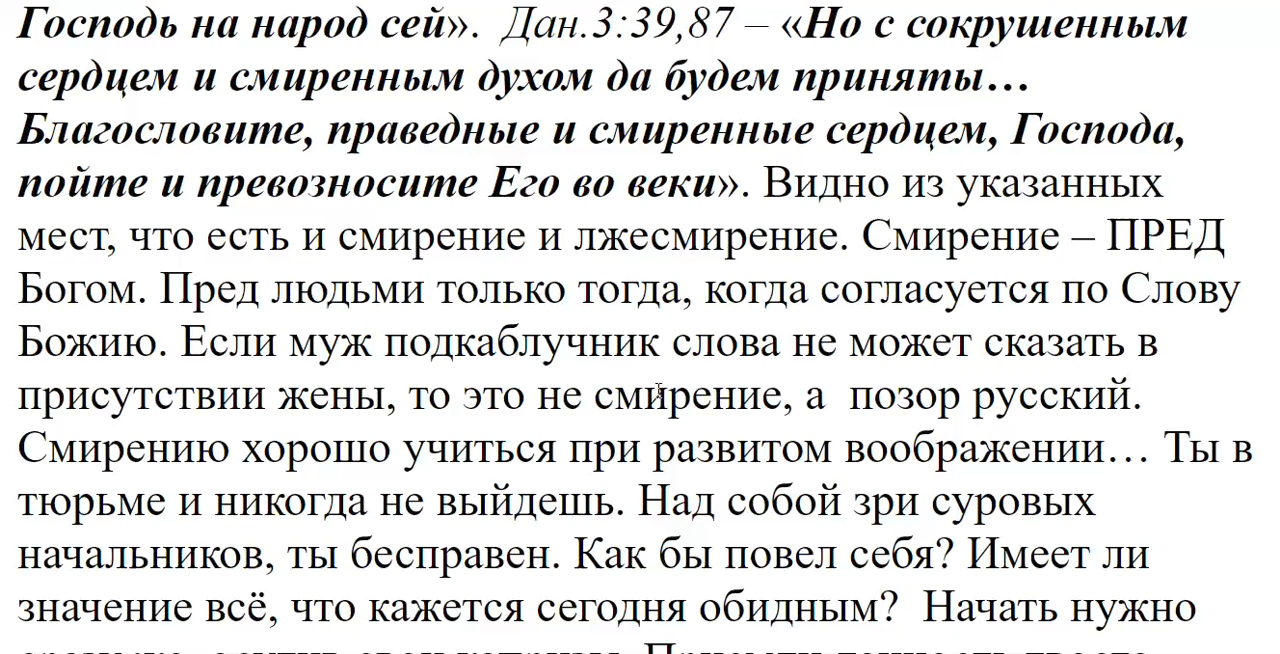 Господь на народ сей». Дан.3:39,87 – «Но с сокрушенным
сердцем и смиренным духом да будем приняты…
Благословите, праведные и смиренные сердцем, Господа,
пойте и превозносите Его во веки». Видно из указанных
мест, что есть и смирение и лжесмирение. Смирение – ПРЕД
Богом. Пред людьми только тогда, когда согласуется по Слову
Божию. Если муж подкаблучник слова не может сказать в
присутствии жены, то это не смирение, а  позор русский.
Смирению хорошо учиться при развитом воображении… Ты в
тюрьме и никогда не выйдешь. Над собой зри суровых
начальников, ты бесправен. Как бы повел себя? Имеет ли
значение всё, что кажется сегодня обидным?  Начать нужно